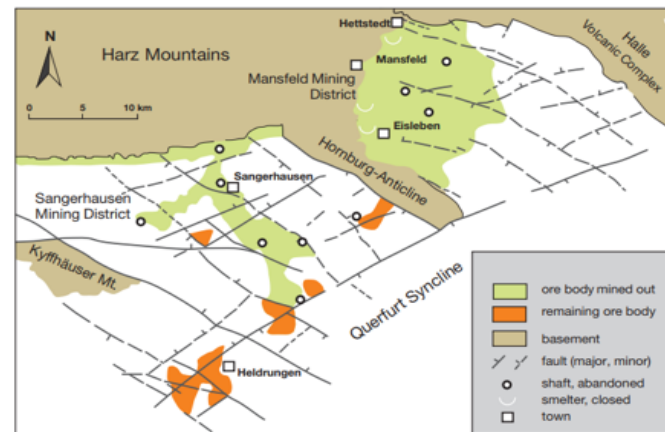 Hettstedt
Harz Mountains
Halle
Volcanic Complex
N
Mansfeld
Mansfeld Mining
District
0 5 10 km
Eisleben
Hornburg-Anticline
Sangerhausen
Sangerhausen
Mining District
Kyffhäuser Mt.
Querfurt Syncline
Heldrungen
ore body mined out
remaining ore body
basement
fault (major, minor)
shaft, abandoned
smelter, closed
town